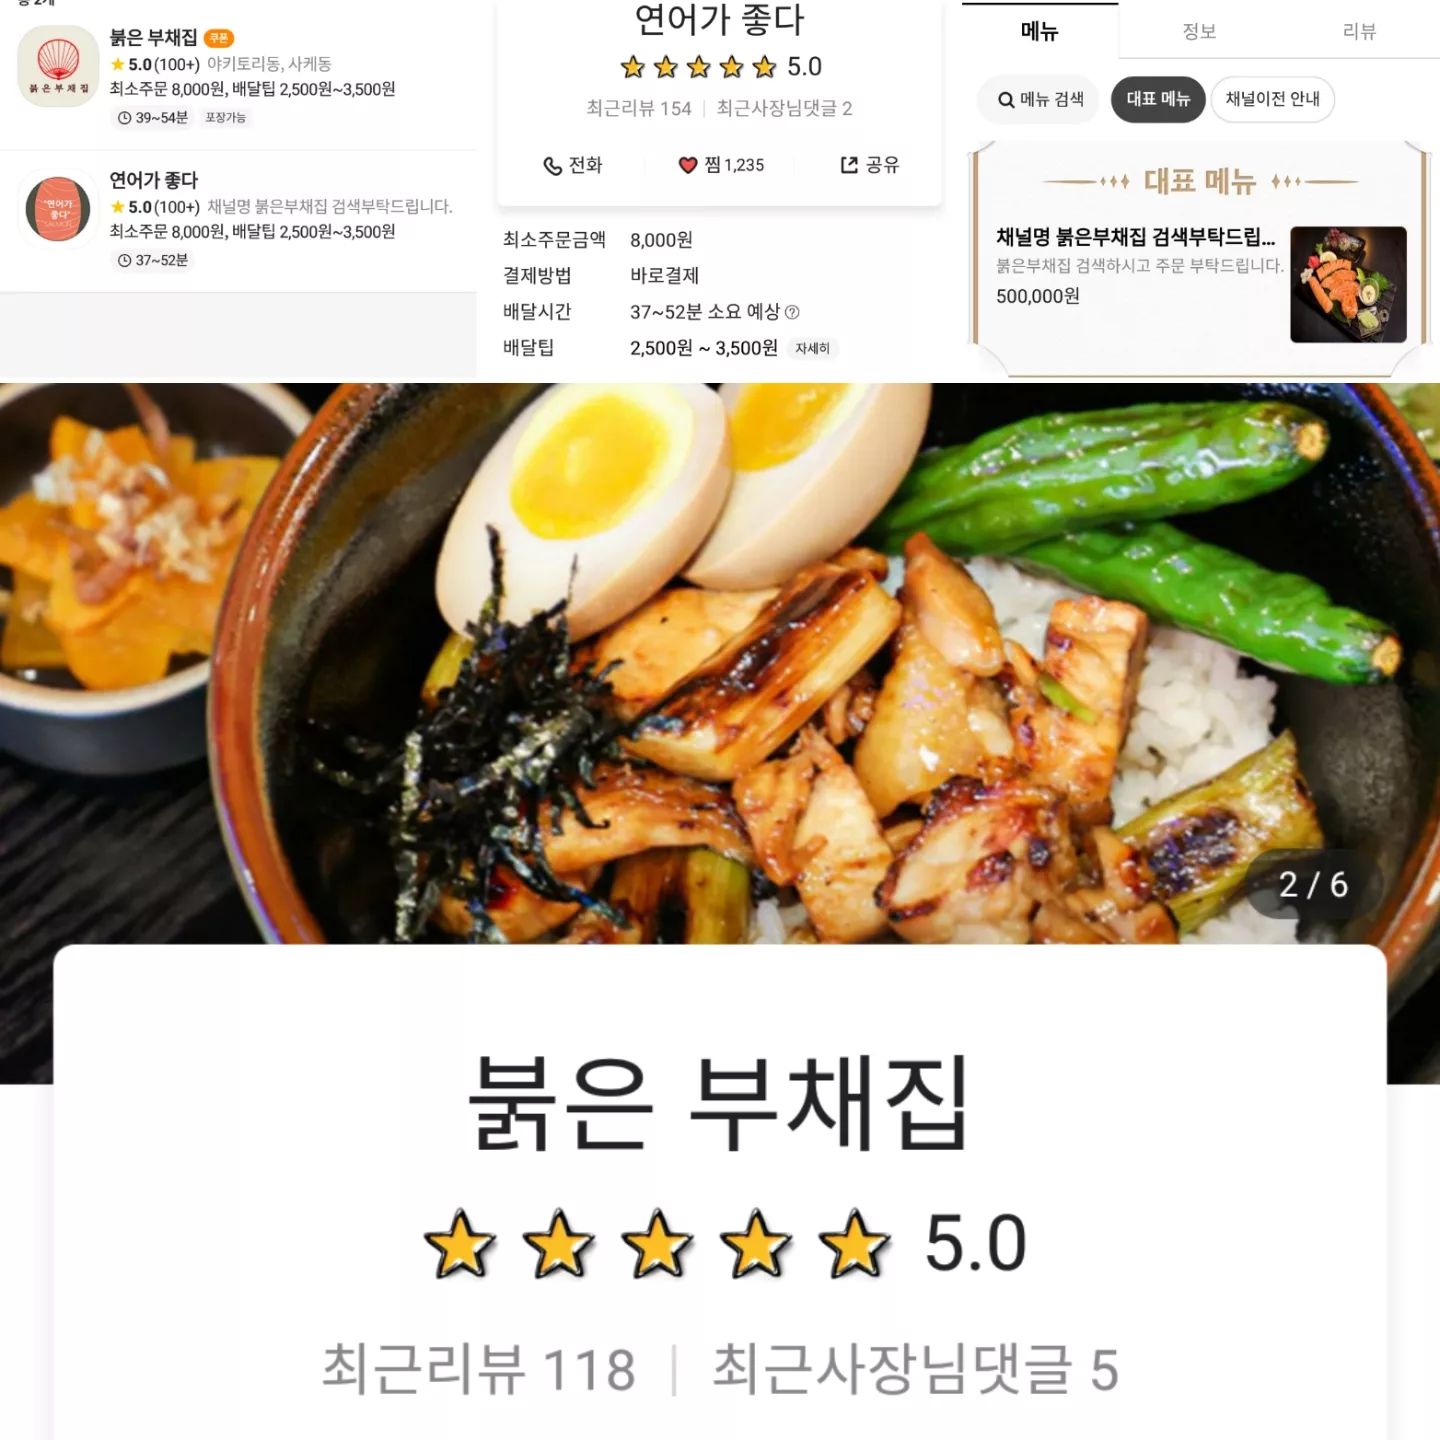 붉은 부채집 쿠폰
5.0(100+) 야키토리동, 사케동
최소주문 8,000원, 배달팁 2,500원~3,500원
39~54분 포장가능
붉은부채집
연어가 좋다
5.0(100+) 채널명 붉은부채집 검색부탁드립니다.
최소주문 8,000원, 배달팁 2,500원~3,500원
37~52분
"연어가
좋다"
SALMON
연어가 좋다
5.0
최근리뷰 154 | 최근사장님댓글 2
전화 찜 1,235 공유
최소주문금액 8,000원
결제방법 바로결제
배달시간 37~52분 소요 예상 ?
배달팁 2,500원 ~ 3,500원 자세히
메뉴 정보 리뷰
메뉴 검색 대표 메뉴 채널이전 안내
대표 메뉴
채널명 붉은부채집 검색부탁드립...
붉은부채집 검색하시고 주문 부탁드립니다.
500,000원
2 / 6
붉은 부채집
5.0
최근리뷰 118 | 최근사장님댓글 5